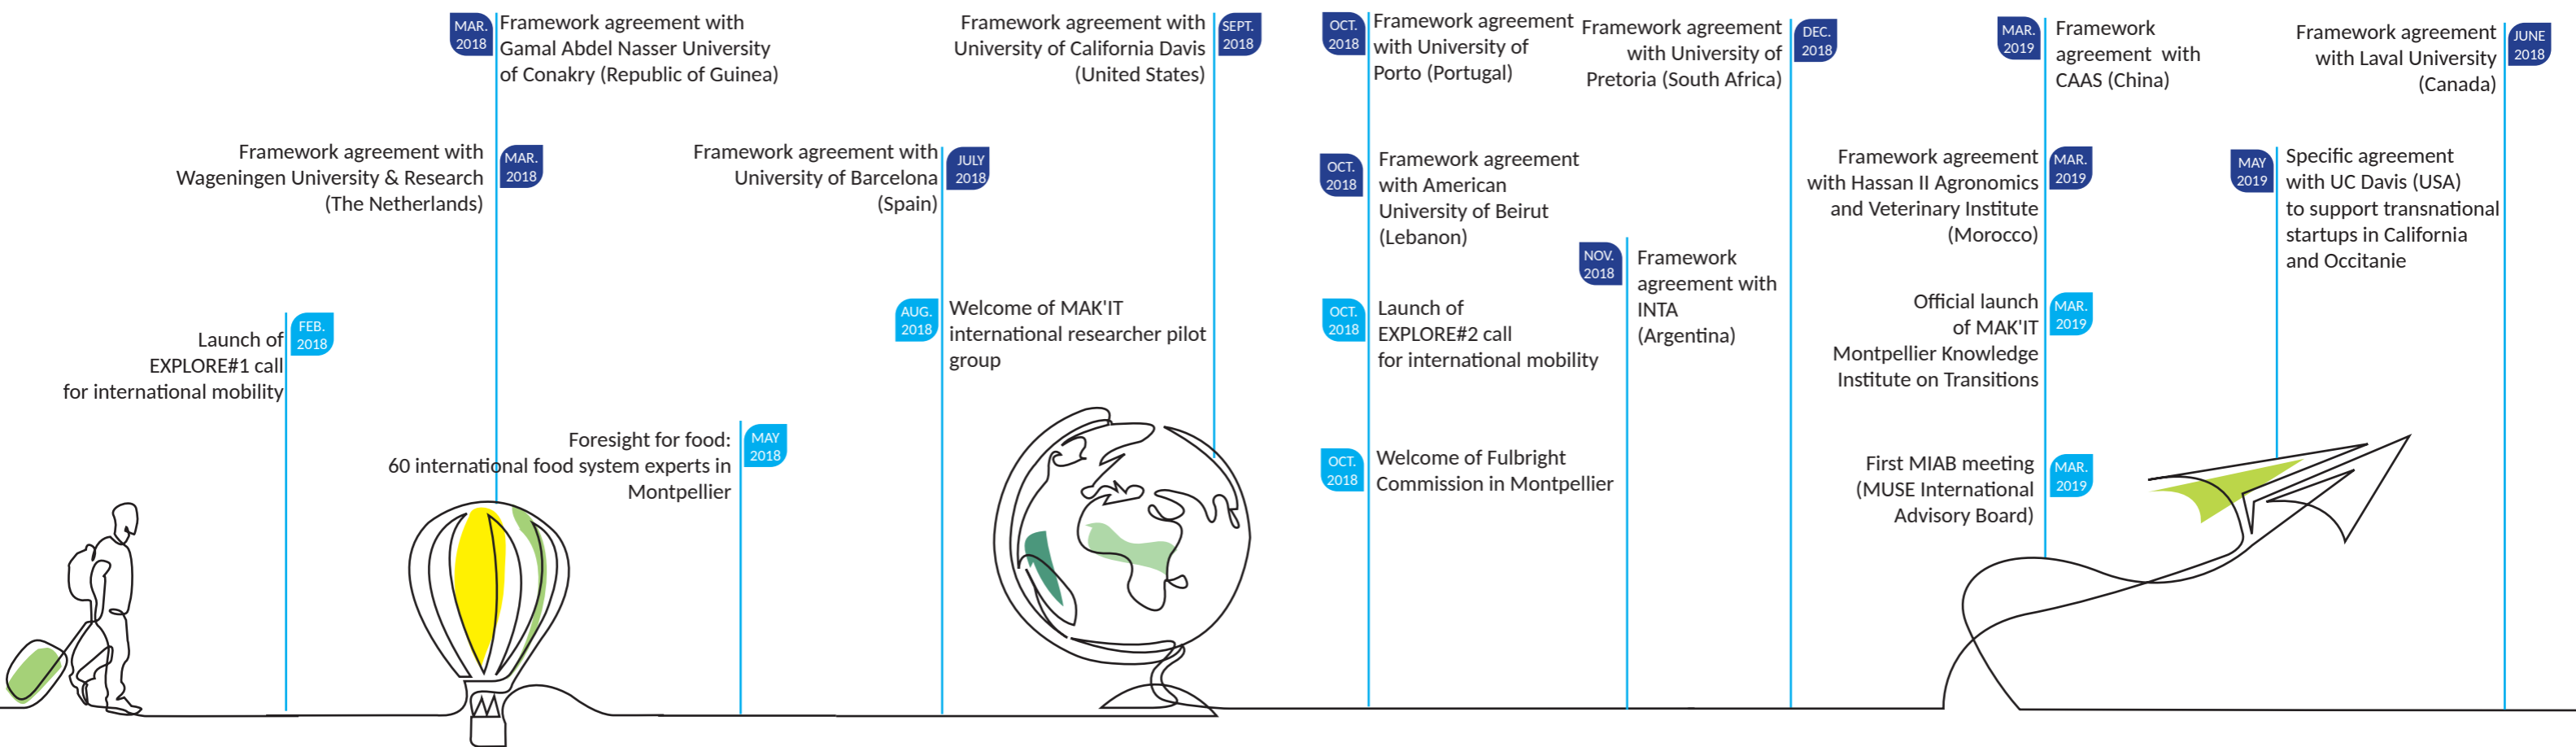 MAR.
2018
Framework agreement with
Gamal Abdel Nasser University
of Conakry (Republic of Guinea)
Framework agreement with
University of California Davis
(United States)
SEPT.
2018
OCT.
2018
Framework agreement
with University of
Porto (Portugal)
Framework agreement
with University of
Pretoria (South Africa)
DEC.
2018
MAR.
2019
Framework
agreement with
CAAS (China)
Framework agreement
with Laval University
(Canada)
JUNE
2018
Framework agreement with
Wageningen University & Research
(The Netherlands)
MAR.
2018
Framework agreement with
University of Barcelona
(Spain)
JULY
2018
OCT.
2018
Framework agreement
with American
University of Beirut
(Lebanon)
NOV.
2018
Framework
agreement with
INTA
(Argentina)
Framework agreement
with Hassan II Agronomics
and Veterinary Institute
(Morocco)
MAR.
2019
MAY
2019
Specific agreement
with UC Davis (USA)
to support transnational
startups in California
and Occitanie
Launch of
EXPLORE#1 call
for international mobility
FEB.
2018
AUG.
2018
Welcome of MAK'IT
international researcher pilot
group
OCT.
2018
Launch of
EXPLORE#2 call
for international mobility
Official launch
of MAK'IT
Montpellier Knowledge
Institute on Transitions
MAR.
2019
Foresight for food:
60 international food system experts in
Montpellier
MAY
2018
OCT.
2018
Welcome of Fulbright
Commission in Montpellier
First MIAB meeting
(MUSE International
Advisory Board)
MAR.
2019